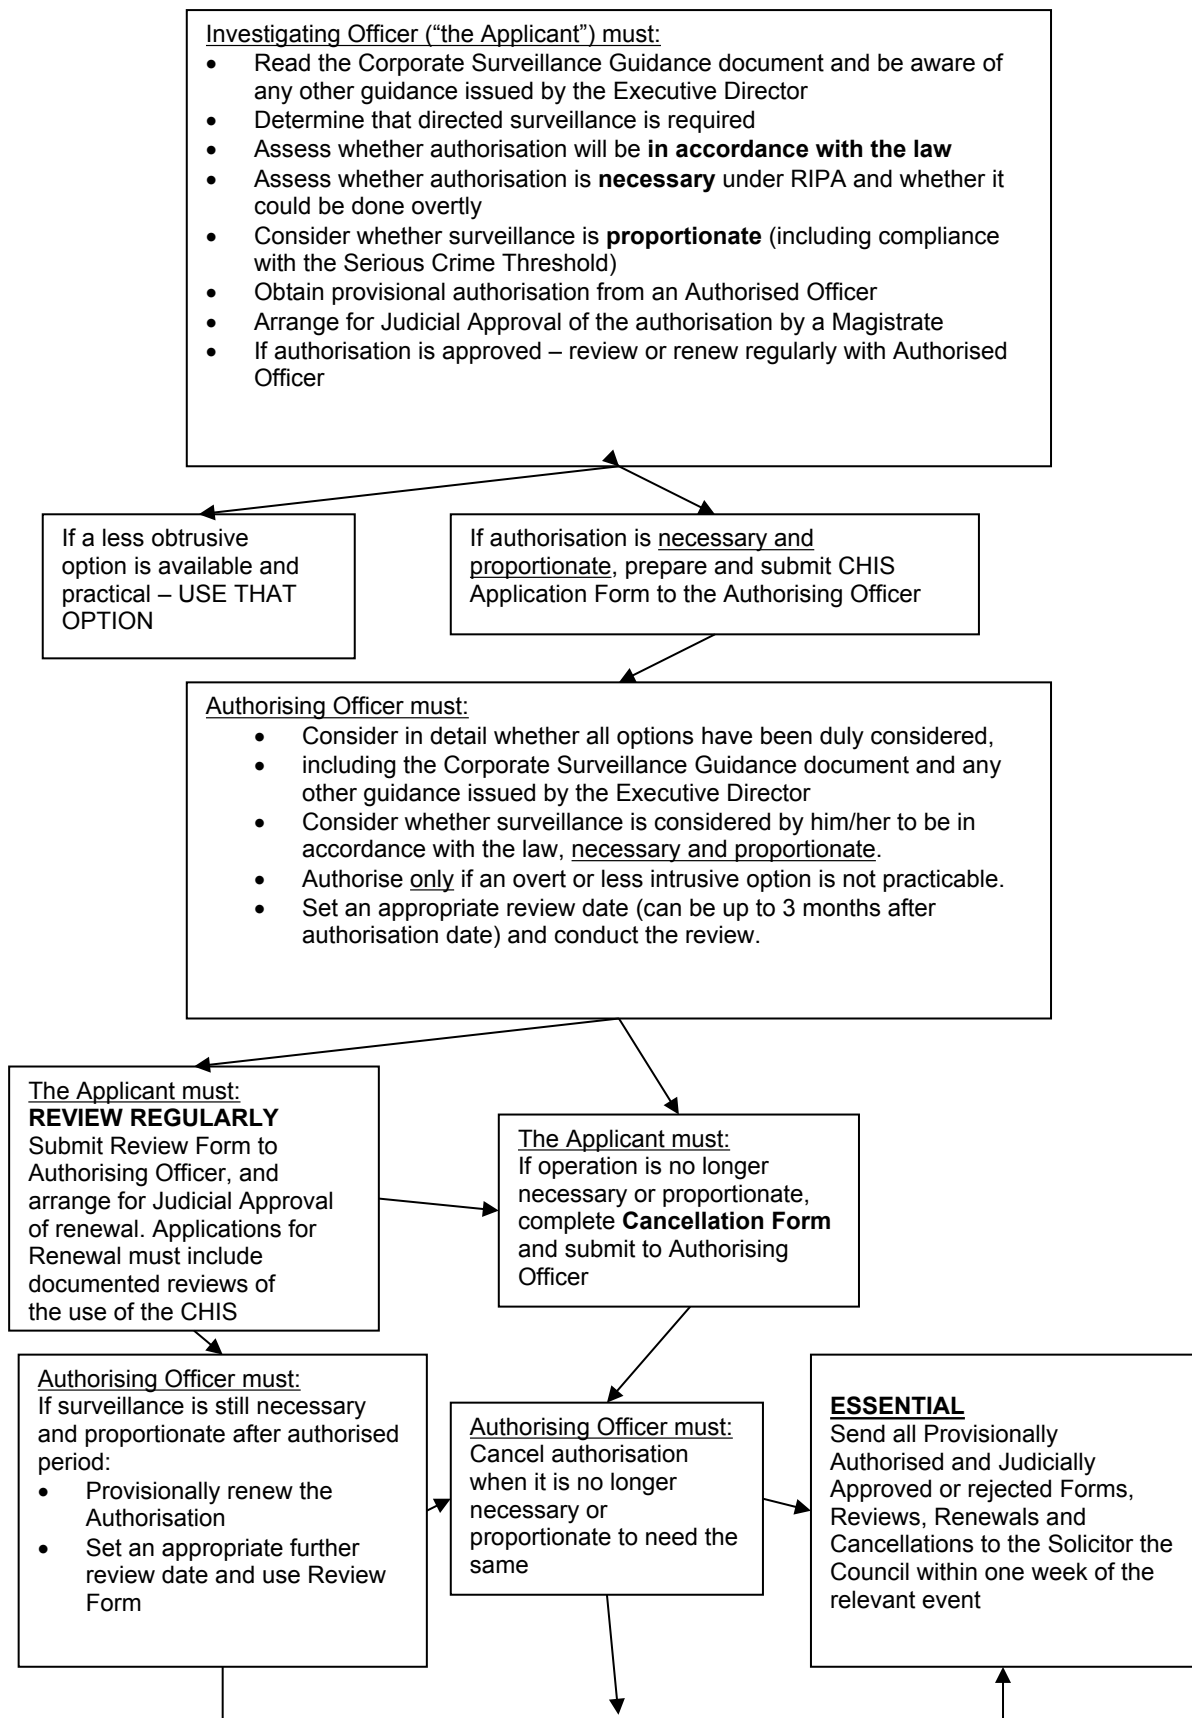 Investigating Officer (“the Applicant”) must:
• Read the Corporate Surveillance Guidance document and be aware of
any other guidance issued by the Executive Director
• Determine that directed surveillance is required
• Assess whether authorisation will be in accordance with the law
• Assess whether authorisation is necessary under RIPA and whether it
could be done overtly
• Consider whether surveillance is proportionate (including compliance
with the Serious Crime Threshold)
• Obtain provisional authorisation from an Authorised Officer
• Arrange for Judicial Approval of the authorisation by a Magistrate
• If authorisation is approved – review or renew regularly with Authorised
Officer
If a less obtrusive
option is available and
practical – USE THAT
OPTION
If authorisation is necessary and
proportionate, prepare and submit CHIS
Application Form to the Authorising Officer
Authorising Officer must:
• Consider in detail whether all options have been duly considered,
• including the Corporate Surveillance Guidance document and any
other guidance issued by the Executive Director
• Consider whether surveillance is considered by him/her to be in
accordance with the law, necessary and proportionate.
• Authorise only if an overt or less intrusive option is not practicable.
• Set an appropriate review date (can be up to 3 months after
authorisation date) and conduct the review.
The Applicant must:
REVIEW REGULARLY
Submit Review Form to
Authorising Officer, and
arrange for Judicial Approval
of renewal. Applications for
Renewal must include
documented reviews of
the use of the CHIS
The Applicant must:
If operation is no longer
necessary or proportionate,
complete Cancellation Form
and submit to Authorising
Officer
Authorising Officer must:
If surveillance is still necessary
and proportionate after authorised
period:
• Provisionally renew the
Authorisation
• Set an appropriate further
review date and use Review
Form
Authorising Officer must:
Cancel authorisation
when it is no longer
necessary or
proportionate to need the
same
ESSENTIAL
Send all Provisionally
Authorised and Judicially
Approved or rejected Forms,
Reviews, Renewals and
Cancellations to the Solicitor the
Council within one week of the
relevant event